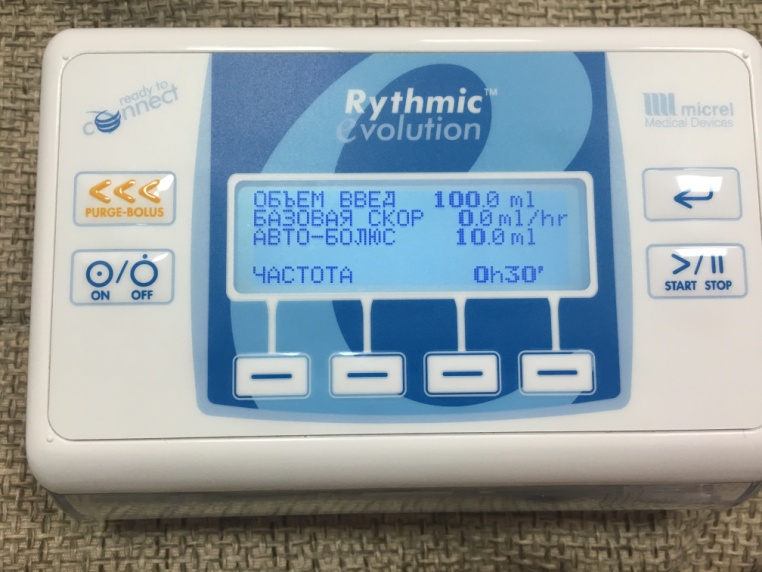 ready to
connect
Rythmic™
evolution
micrel
Medical Devices
PURGE-BOLUS
ОБЪЕМ ВВЕД 100.0 ml
БАЗОВАЯ СКОР 0.0 ml/hr
АВТО-БОЛЮС 10.0 ml
ЧАСТОТА 0h30'
ON OFF
START STOP